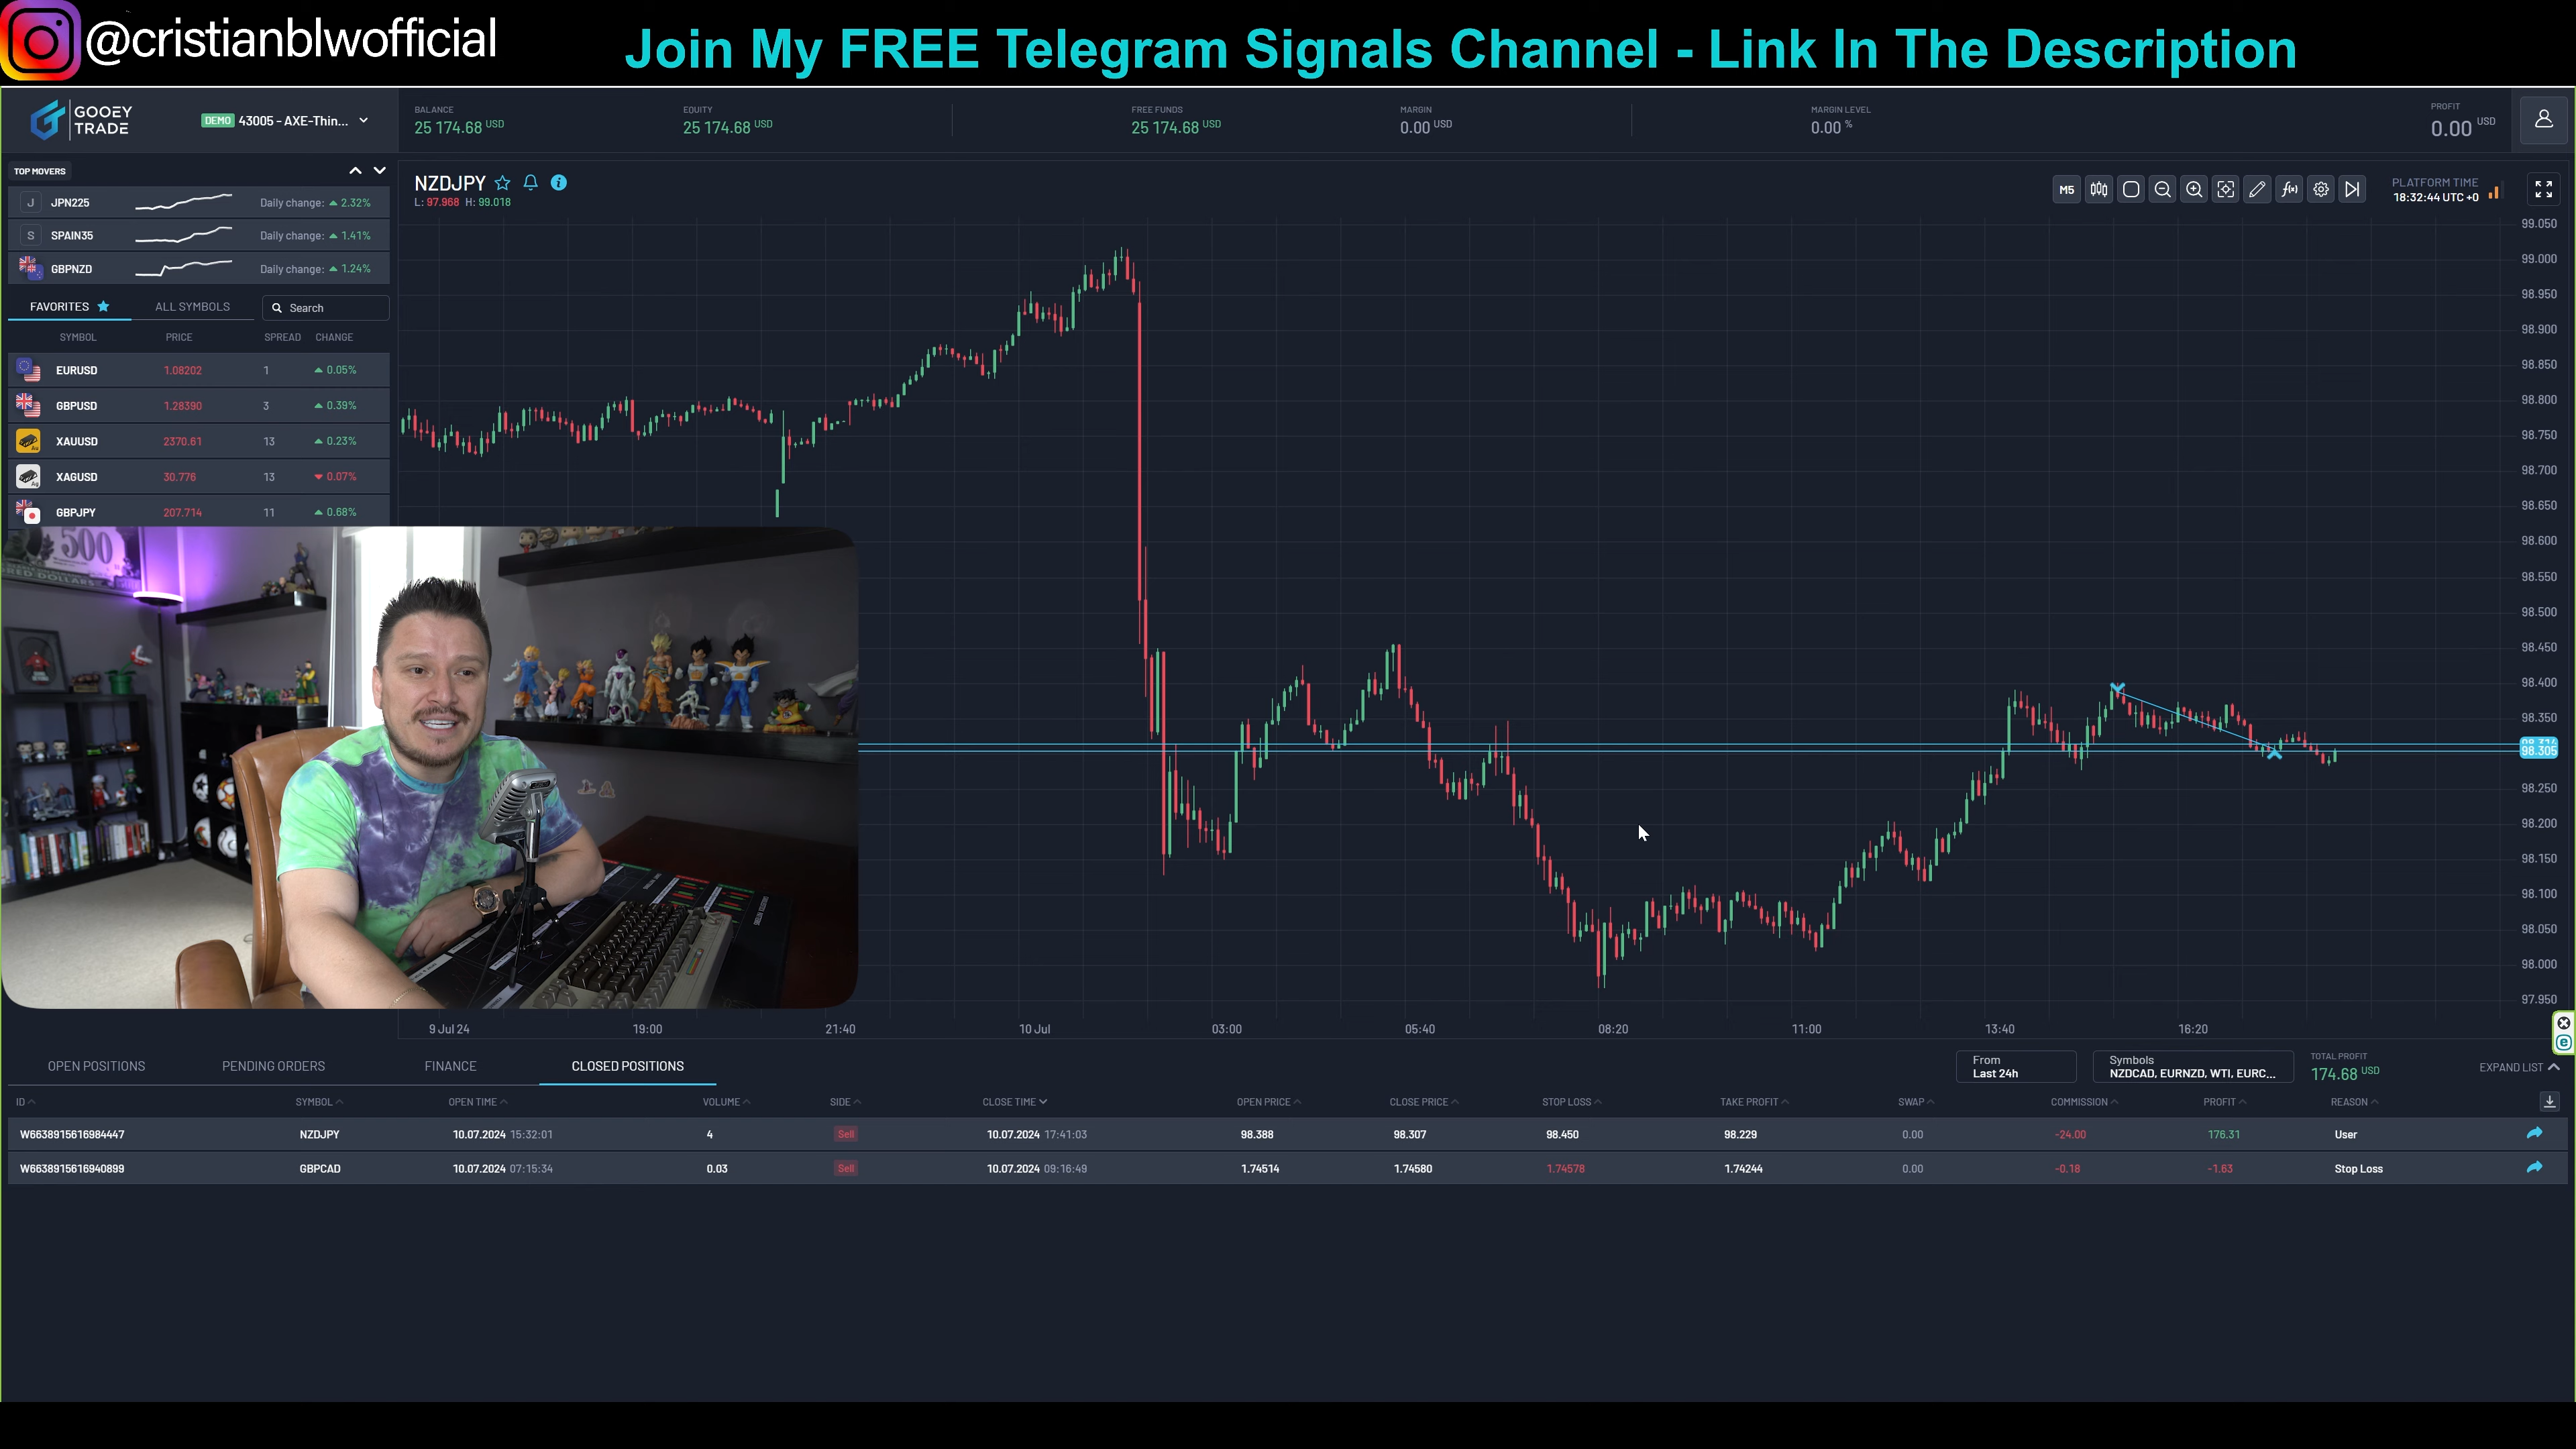 @cristianblwofficial
Join My FREE Telegram Signals Channel - Link In The Description
GOOEY
TRADE
DEMO 43005 - AXE-Thin...
BALANCE
25 174.68 USD
EQUITY
25 174.68 USD
FREE FUNDS
25 174.68 USD
MARGIN
0.00 USD
MARGIN LEVEL
0.00 %
PROFIT
0.00 USD
TOP MOVERS
J JPN225 Daily change: 2.32%
S SPAIN35 Daily change: 1.41%
GBPNZD Daily change: 1.24%
FAVORITES ALL SYMBOLS Search
SYMBOL PRICE SPREAD CHANGE
EURUSD 1.08202 1 0.05%
GBPUSD 1.28390 3 0.39%
XAUUSD 2370.61 13 0.23%
XAGUSD 30.776 13 0.07%
GBPJPY 207.714 11 0.68%
NZDJPY
L: 97.968 H: 99.018
M5
PLATFORM TIME
18:32:44 UTC +0
99.050
99.000
98.950
98.900
98.850
98.800
98.750
98.700
98.650
98.600
98.550
98.500
98.450
98.400
98.350
98.305
98.250
98.200
98.150
98.100
98.050
98.000
97.950
500
9 Jul 24 19:00 21:40 10 Jul 03:00 05:40 08:20 11:00 13:40 16:20
OPEN POSITIONS PENDING ORDERS FINANCE CLOSED POSITIONS
From
Last 24h
Symbols
NZDCAD, EURNZD, WTI, EURC...
TOTAL PROFIT
174.68 USD
EXPAND LIST
ID SYMBOL OPEN TIME VOLUME SIDE CLOSE TIME OPEN PRICE CLOSE PRICE STOP LOSS TAKE PROFIT SWAP COMMISSION PROFIT REASON
W6638915616984447 NZDJPY 10.07.2024 15:32:01 4 Sell 10.07.2024 17:41:03 98.388 98.307 98.450 98.229 0.00 -24.00 176.31 User
W6638915616940899 GBPCAD 10.07.2024 07:15:34 0.03 Sell 10.07.2024 09:16:49 1.74514 1.74580 1.74578 1.74244 0.00 -0.18 -1.63 Stop Loss